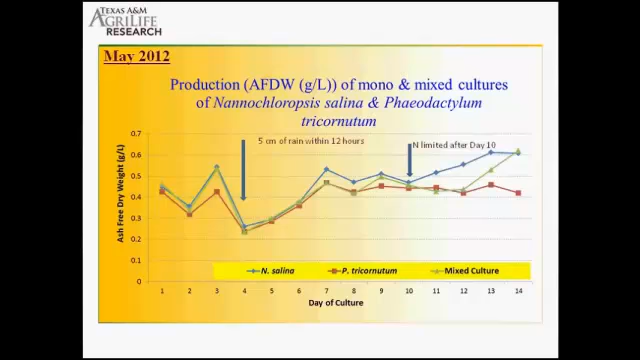 TEXAS A&M
AGRILIFE
RESEARCH
May 2012
Production (AFDW (g/L)) of mono & mixed cultures
of Nannochloropsis salina & Phaeodactylum
tricornutum
5 cm of rain within 12 hours
N limited after Day 10
Ash Free Dry Weight (g/L)
0.7
0.6
0.5
0.4
0.3
0.2
0.1
0
N. salina P. tricornutum Mixed Culture
1 2 3 4 5 6 7 8 9 10 11 12 13 14
Day of Culture